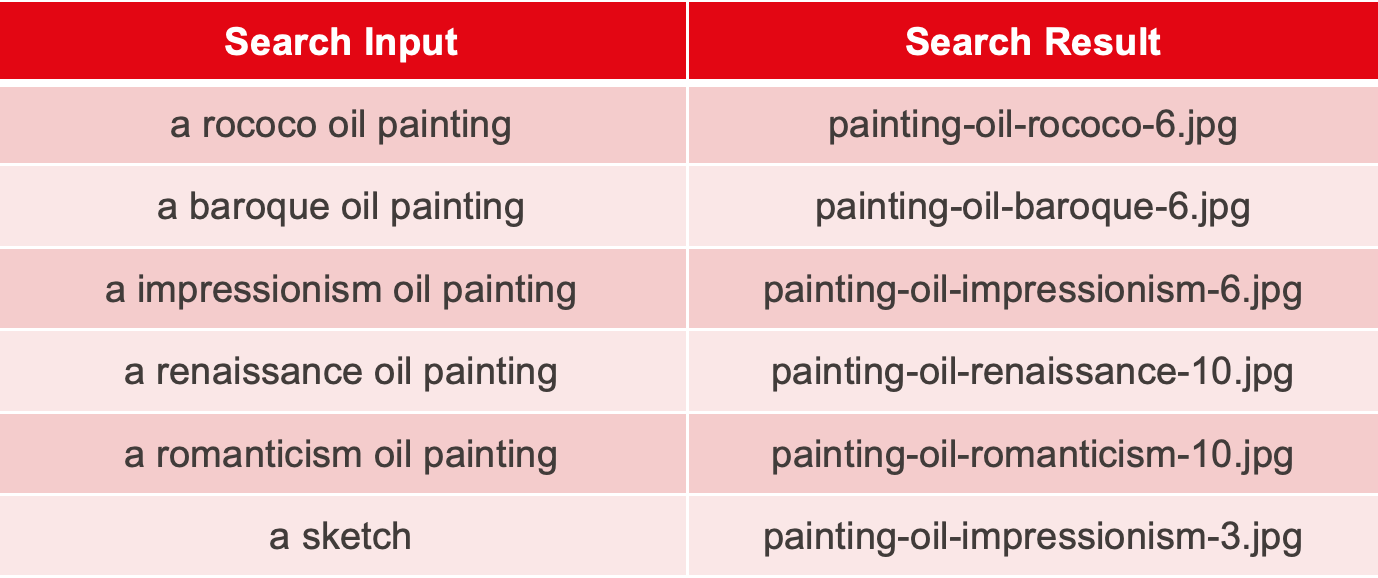 Search Input Search Result
a rococo oil painting painting-oil-rococo-6.jpg
a baroque oil painting painting-oil-baroque-6.jpg
a impressionism oil painting painting-oil-impressionism-6.jpg
a renaissance oil painting painting-oil-renaissance-10.jpg
a romanticism oil painting painting-oil-romanticism-10.jpg
a sketch painting-oil-impressionism-3.jpg